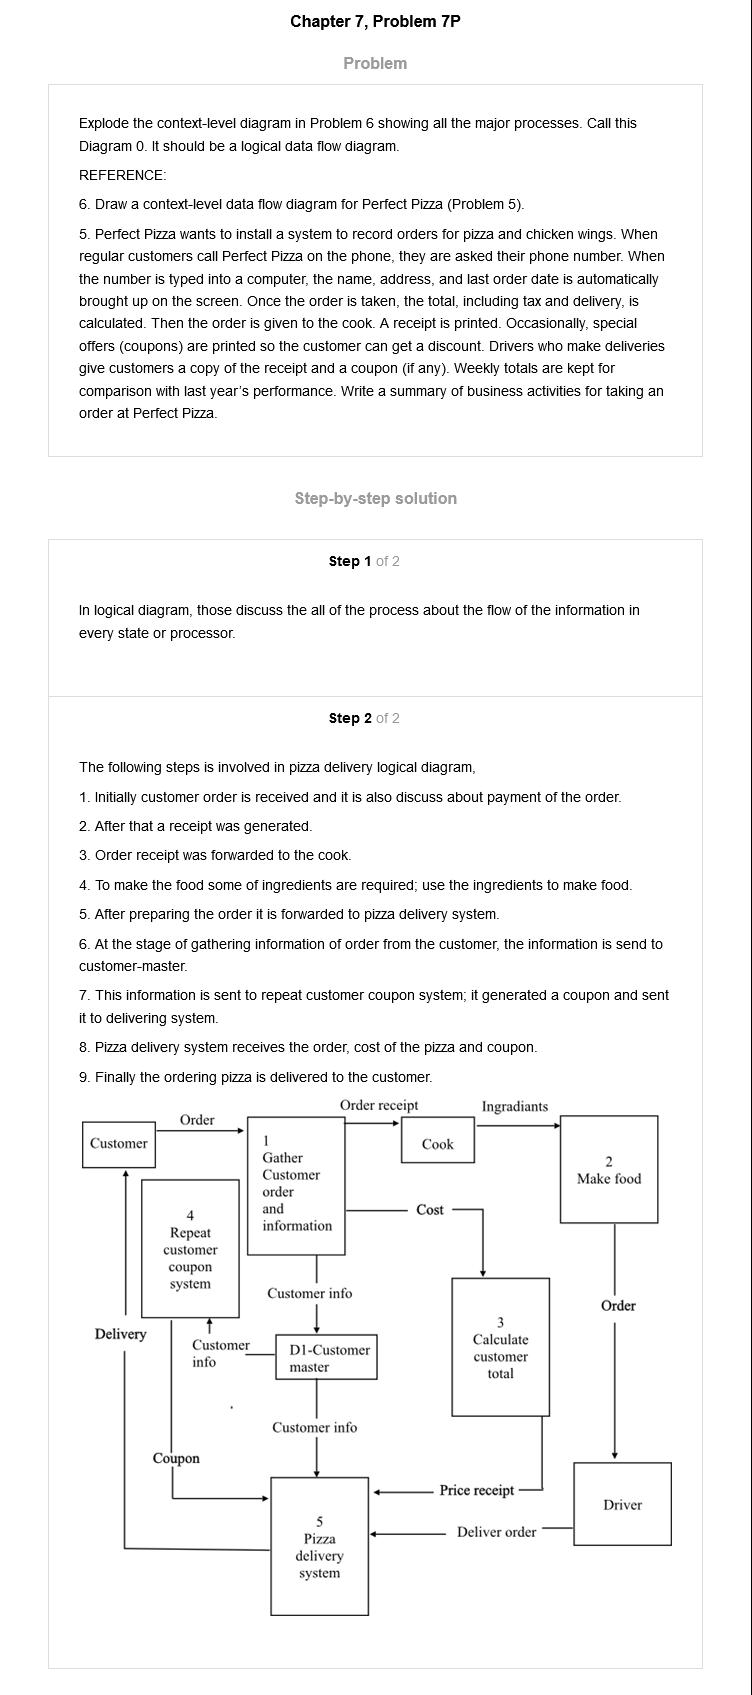 Chapter 7, Problem 7P
Problem
Explode the context-level diagram in Problem 6 showing all the major processes. Call this
Diagram 0. It should be a logical data flow diagram.
REFERENCE:
6. Draw a context-level data flow diagram for Perfect Pizza (Problem 5).
5. Perfect Pizza wants to install a system to record orders for pizza and chicken wings. When
regular customers call Perfect Pizza on the phone, they are asked their phone number. When
the number is typed into a computer, the name, address, and last order date is automatically
brought up on the screen. Once the order is taken, the total, including tax and delivery, is
calculated. Then the order is given to the cook. A receipt is printed. Occasionally, special
offers (coupons) are printed so the customer can get a discount. Drivers who make deliveries
give customers a copy of the receipt and a coupon (if any). Weekly totals are kept for
comparison with last year's performance. Write a summary of business activities for taking an
order at Perfect Pizza.
Step-by-step solution
Step 1 of 2
In logical diagram, those discuss the all of the process about the flow of the information in
every state or processor.
Step 2 of 2
The following steps is involved in pizza delivery logical diagram,
1. Initially customer order is received and it is also discuss about payment of the order.
2. After that a receipt was generated.
3. Order receipt was forwarded to the cook.
4. To make the food some of ingredients are required; use the ingredients to make food.
5. After preparing the order it is forwarded to pizza delivery system.
6. At the stage of gathering information of order from the customer, the information is send to
customer-master.
7. This information is sent to repeat customer coupon system; it generated a coupon and sent
it to delivering system.
8. Pizza delivery system receives the order, cost of the pizza and coupon.
9. Finally the ordering pizza is delivered to the customer.
Order receipt
Ingradiants
Order
Customer
1
Gather
Customer
order
and
information
Cook
2
Make food
4
Repeat
customer
coupon
system
Cost
Customer info
Order
3
Calculate
customer
total
Delivery
Customer
info
D1-Customer
master
Customer info
Coupon
Price receipt
Driver
5
Pizza
delivery
system
Deliver order